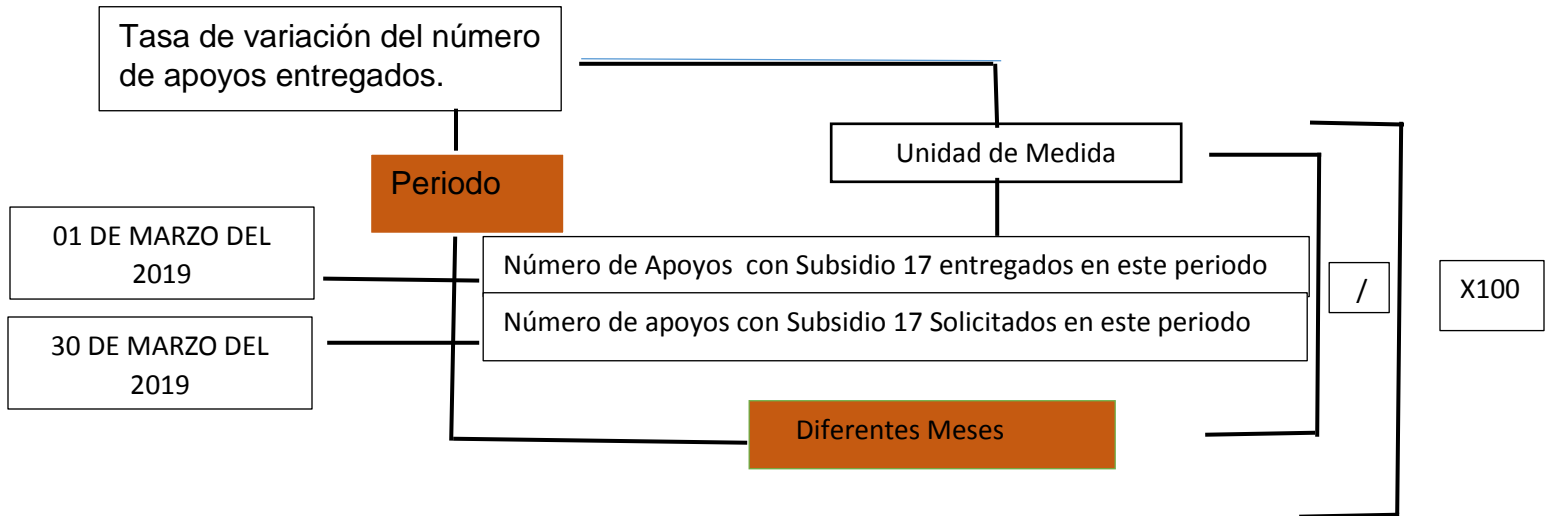 Tasa de variación del número
de apoyos entregados.
Unidad de Medida
Periodo
01 DE MARZO DEL
2019
Número de Apoyos  con Subsidio 17 entregados en este periodo
/
X100
Número de apoyos con Subsidio 17 Solicitados en este periodo
30 DE MARZO DEL
2019
Diferentes Meses